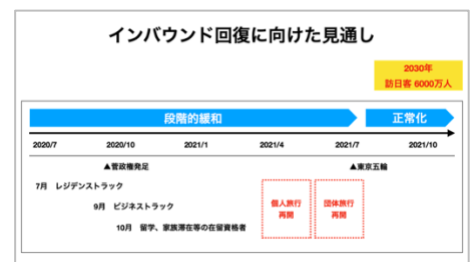 インバウンド回復に向けた見通し
2030年
訪日客 6000万人
段階的緩和
正常化
2020/7
2020/10
2021/1
2021/4
2021/7
2021/10
▲菅政権発足
▲東京五輪
7月 レジデンストラック
9月 ビジネストラック
10月 留学、家族滞在等の在留資格者
個人旅行
再開
団体旅行
再開